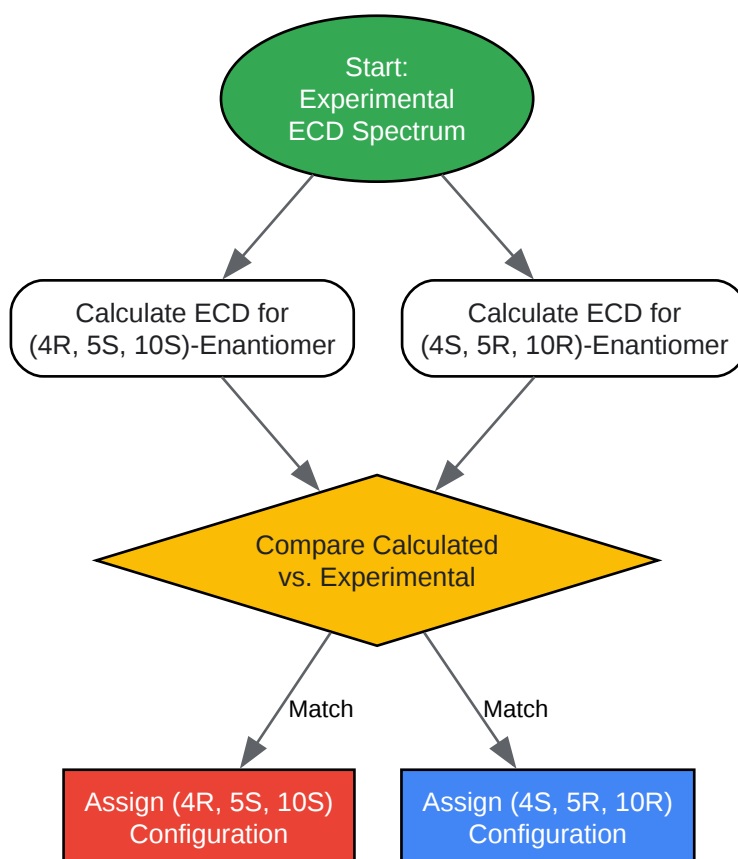 Start:
Experimental
ECD Spectrum
Calculate ECD for
(4R, 5S, 10S)-Enantiomer
Calculate ECD for
(4S, 5R, 10R)-Enantiomer
Compare Calculated
vs. Experimental
Match
Match
Assign (4R, 5S, 10S)
Configuration
Assign (4S, 5R, 10R)
Configuration